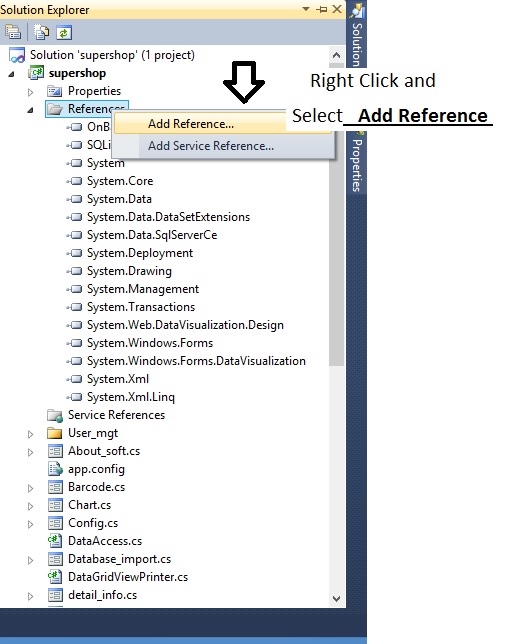 Solution Explorer
Solution 'supershop' (1 project)
supershop
Properties
References
Right Click and
Select Add Reference
Add Reference...
Add Service Reference...
System
System.Core
System.Data
System.Data.DataSetExtensions
System.Data.SqlServerCe
System.Deployment
System.Drawing
System.Management
System.Transactions
System.Web.DataVisualization.Design
System.Windows.Forms
System.Windows.Forms.DataVisualization
System.Xml
System.Xml.Linq
Service References
User_mgt
About_soft.cs
app.config
Barcode.cs
Chart.cs
Config.cs
DataAccess.cs
Database_import.cs
DataGridViewPrinter.cs
detail_info.cs
Solution
Properties